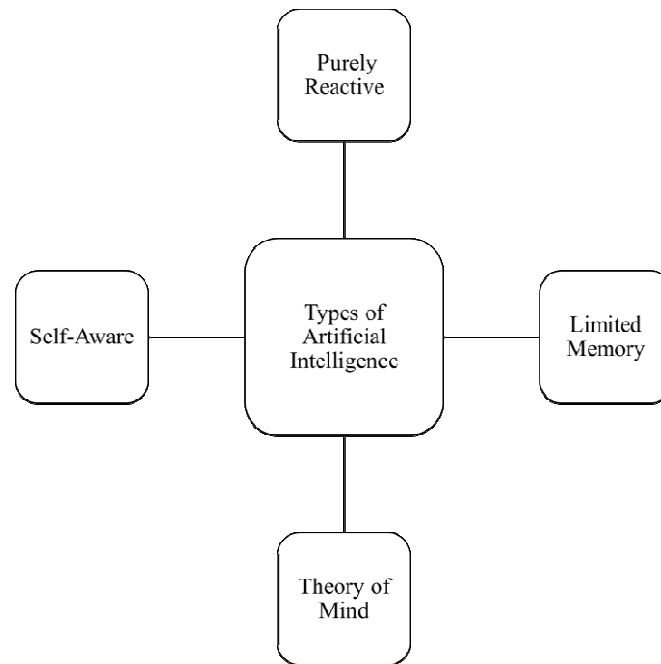 Purely
Reactive
Self-Aware
Types of
Artificial
Intelligence
Limited
Memory
Theory of
Mind